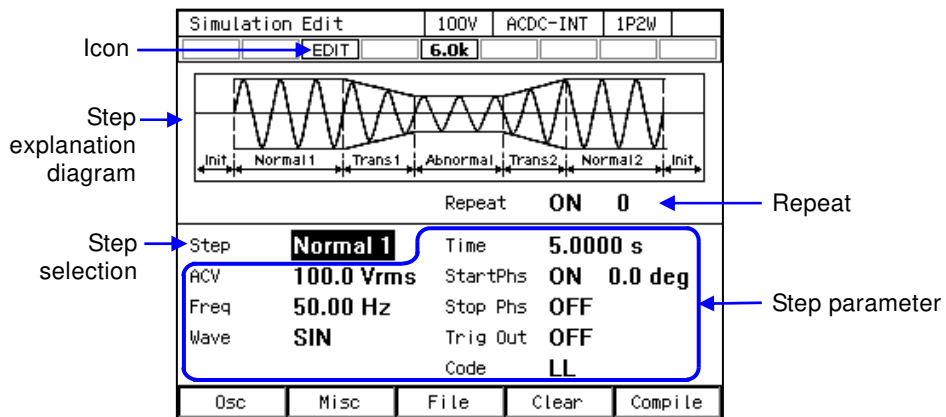 Simulation Edit 100V ACDC-INT 1P2W
Icon EDIT 6.0k
Step explanation diagram
Init Normal1 Trans1 Abnormal Trans2 Normal2 Init
Repeat ON 0 Repeat
Step selection
Step Normal 1 Time 5.0000 s
ACV 100.0 Vrms StartPhs ON 0.0 deg
Freq 50.00 Hz Stop Phs OFF
Step parameter
Wave SIN Trig Out OFF
Code LL
Osc Misc File Clear Compile